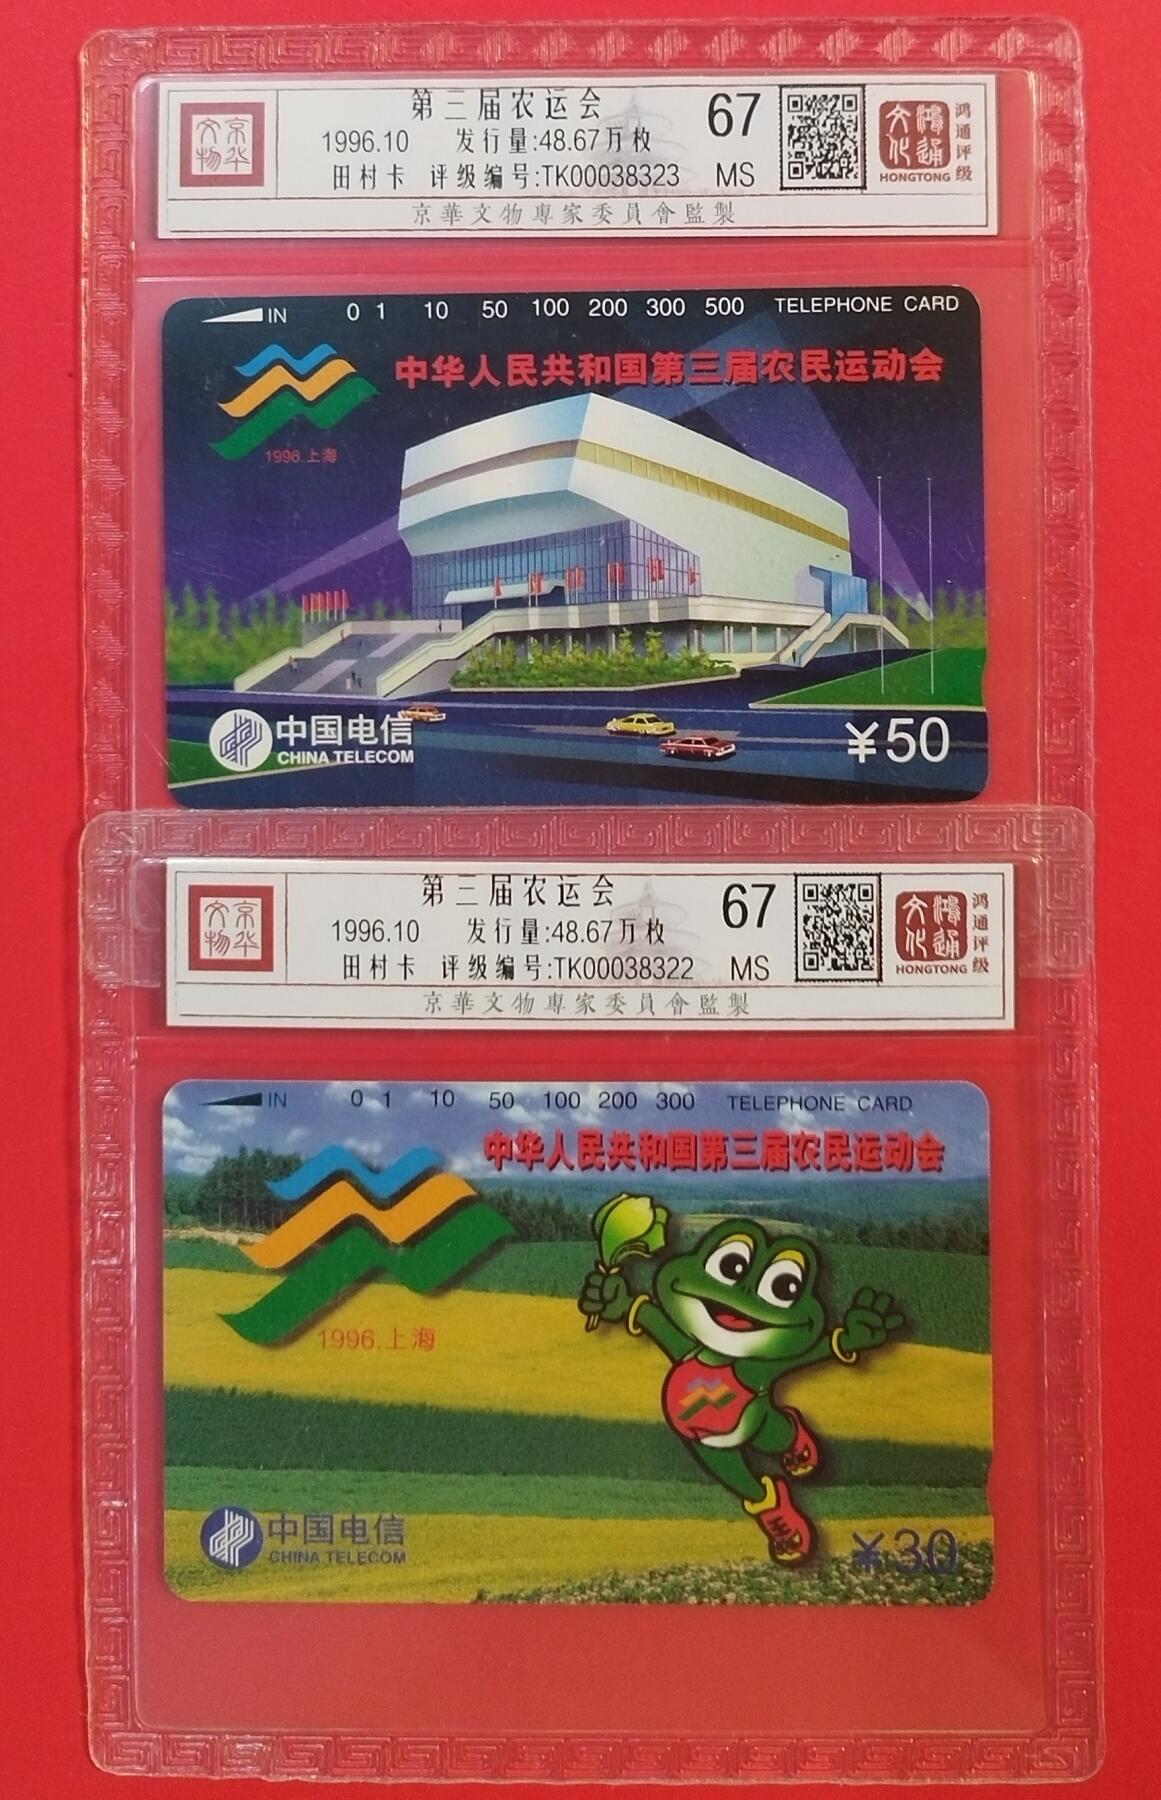 第三届农运会
1996.10 发行量:48.67万枚
田村卡 评级编号:TK00038323
67
MS
京华文物
鸿通文化
HONGTONG
鸿通评级
京華文物專家委員會監製
IN 0 1 10 50 100 200 300 500 TELEPHONE CARD
中华人民共和国第三届农民运动会
1996.上海
中国电信
CHINA TELECOM
¥50
第三届农运会
1996.10 发行量:48.67万枚
田村卡 评级编号:TK00038322
67
MS
京华文物
鸿通文化
HONGTONG
鸿通评级
京華文物專家委員會監製
IN 0 1 10 50 100 200 300 TELEPHONE CARD
中华人民共和国第三届农民运动会
1996.上海
中国电信
CHINA TELECOM
¥30